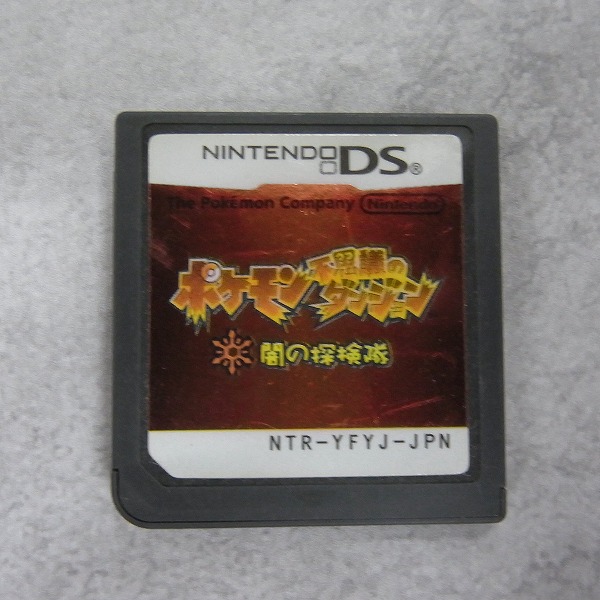 NINTENDO DS®
The Pokémon Company Nintendo
ポケモン不思議のダンジョン
闇の探検隊
NTR-YFYJ-JPN